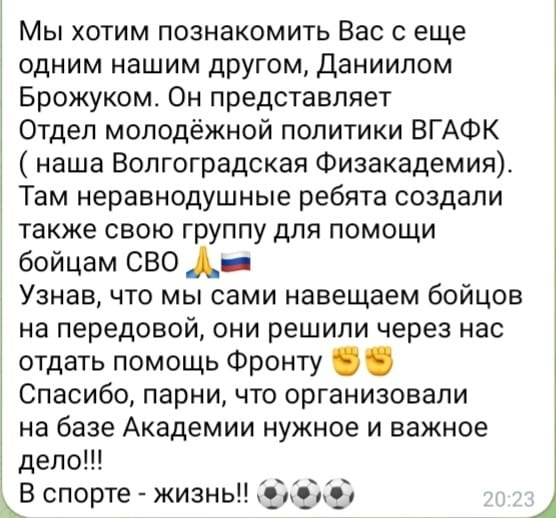 Мы хотим познакомить Вас с еще
одним нашим другом, Даниилом
Брожуком. Он представляет
Отдел молодёжной политики ВГАФК
( наша Волгоградская Физакадемия).
Там неравнодушные ребята создали
также свою группу для помощи
бойцам СВО 🙏🇷🇺
Узнав, что мы сами навещаем бойцов
на передовой, они решили через нас
отдать помощь Фронту ✊✊
Спасибо, парни, что организовали
на базе Академии нужное и важное
дело!!!
В спорте - жизнь!! ⚽⚽⚽
20:23